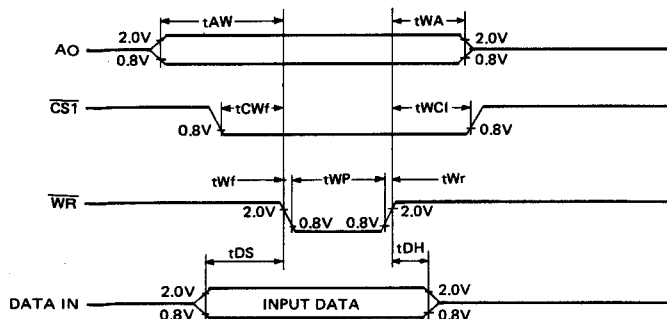 tAW tWA
AO 2.0V 0.8V 2.0V 0.8V
CS1 tCWf tWCI
0.8V 0.8V
tWf tWP tWr
WR 2.0V 0.8V 0.8V 2.0V
tDS tDH
DATA IN 2.0V 0.8V INPUT DATA 2.0V 0.8V